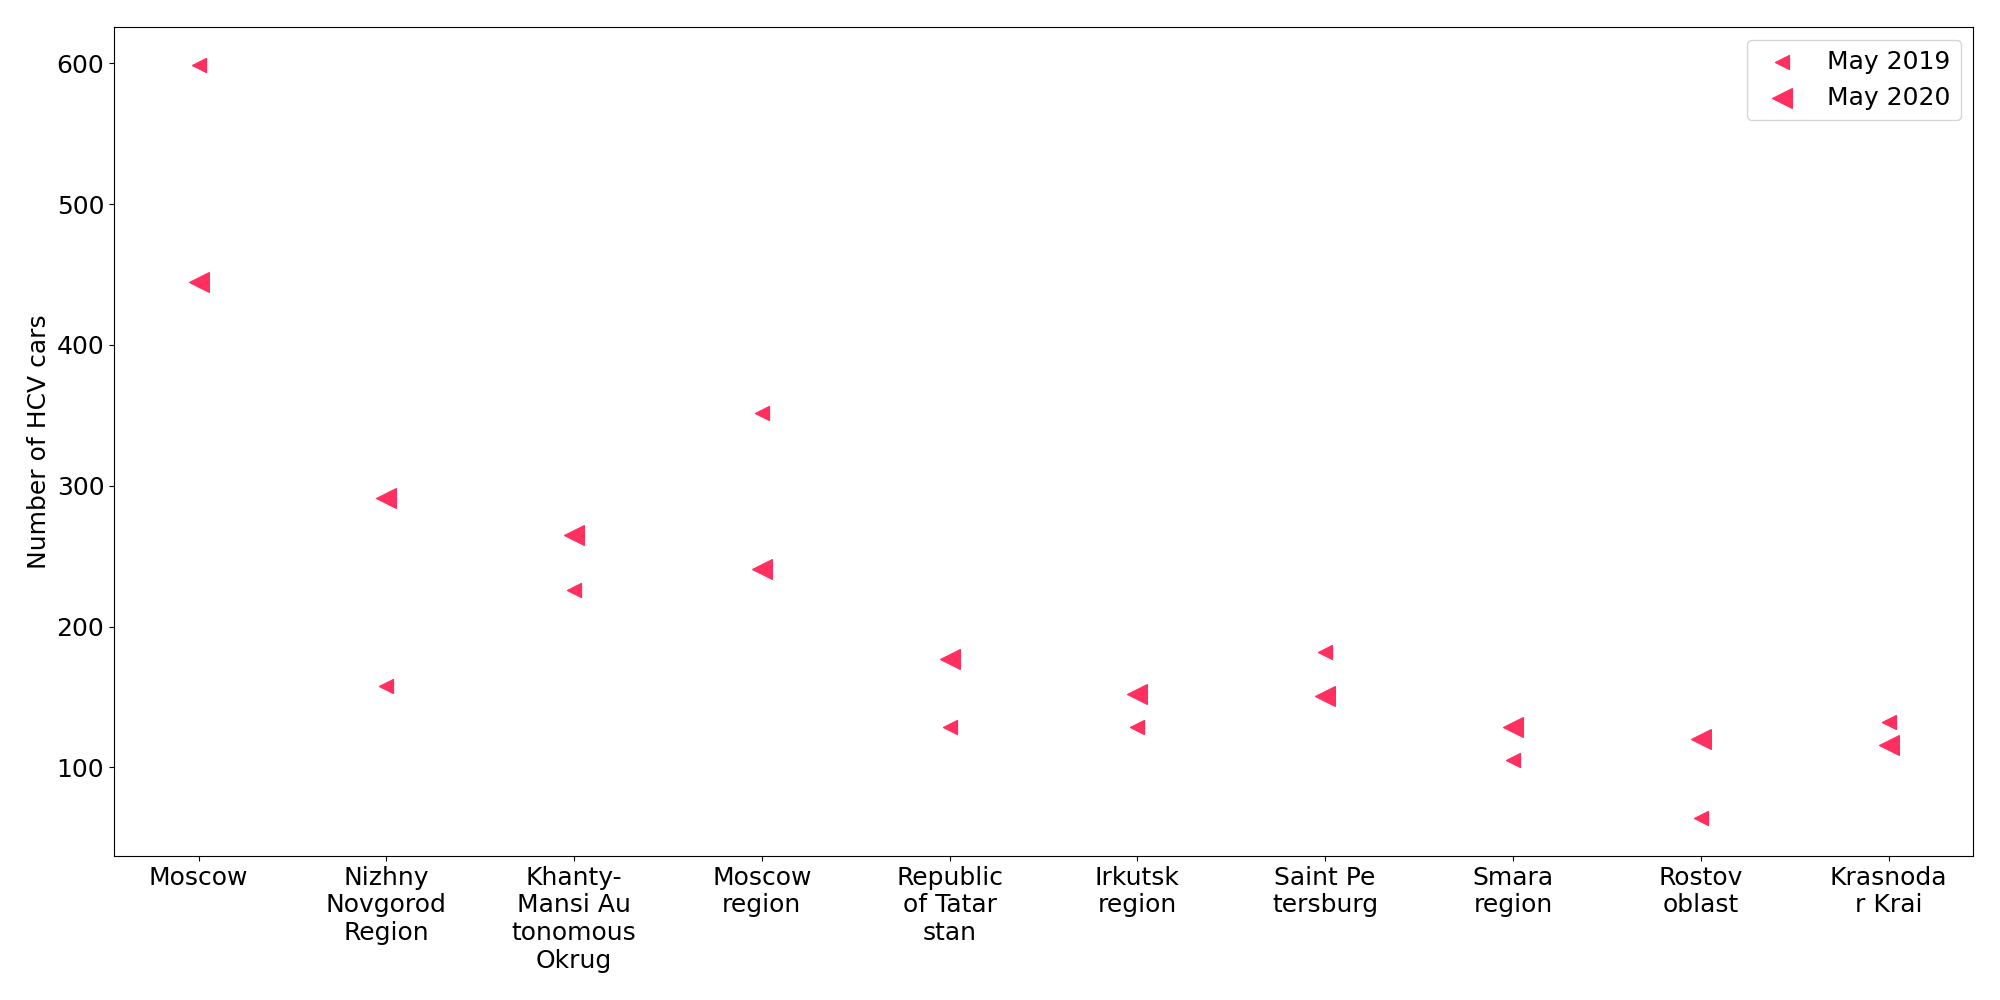 600
500
400
300
200
100
Number of HCV cars
May 2019
May 2020
Moscow
Nizhny
Novgorod
Region
Khanty-
Mansi Au
tonomous
Okrug
Moscow
region
Republic
of Tatar
stan
Irkutsk
region
Saint Pe
tersburg
Smara
region
Rostov
oblast
Krasnoda
r Krai